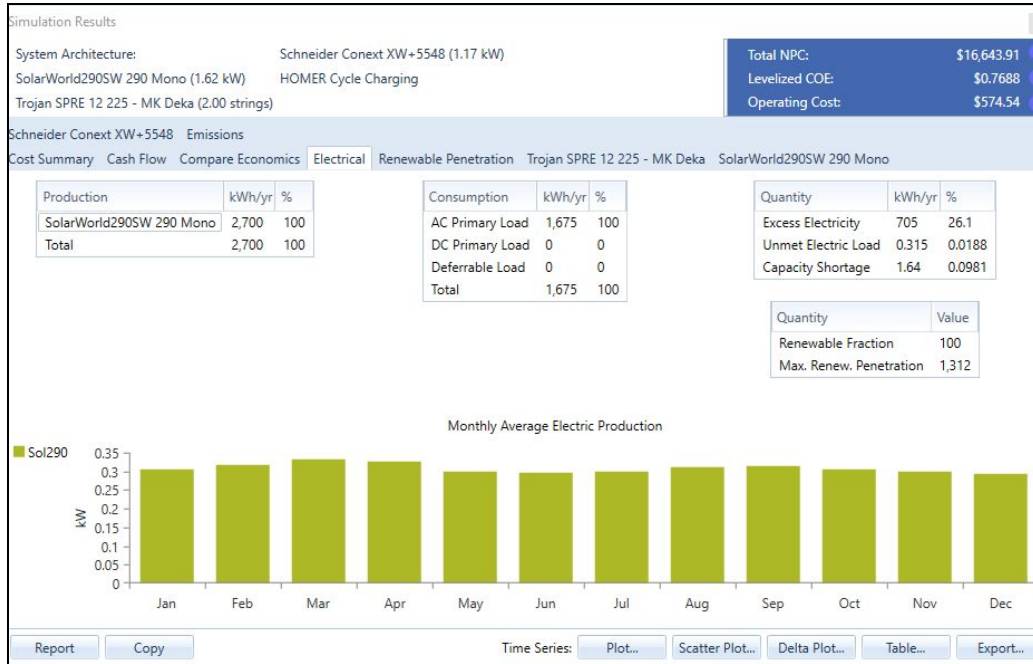 Simulation Results
System Architecture: Schneider Conext XW+5548 (1.17 kW)
SolarWorld290SW 290 Mono (1.62 kW) HOMER Cycle Charging
Trojan SPRE 12 225 - MK Deka (2.00 strings)
Total NPC: $16,643.91
Levelized COE: $0.7688
Operating Cost: $574.54
Schneider Conext XW+5548 Emissions
Cost Summary Cash Flow Compare Economics Electrical Renewable Penetration Trojan SPRE 12 225 - MK Deka SolarWorld290SW 290 Mono
Production kWh/yr %
SolarWorld290SW 290 Mono 2,700 100
Total 2,700 100
Consumption kWh/yr %
AC Primary Load 1,675 100
DC Primary Load 0 0
Deferrable Load 0 0
Total 1,675 100
Quantity kWh/yr %
Excess Electricity 705 26.1
Unmet Electric Load 0.315 0.0188
Capacity Shortage 1.64 0.0981
Quantity Value
Renewable Fraction 100
Max. Renew. Penetration 1,312
Monthly Average Electric Production
Sol290
0.35
0.3
0.25
0.2
0.15
0.1
0.05
0
kW
Jan Feb Mar Apr May Jun Jul Aug Sep Oct Nov Dec
Report Copy Time Series: Plot... Scatter Plot... Delta Plot... Table... Export...